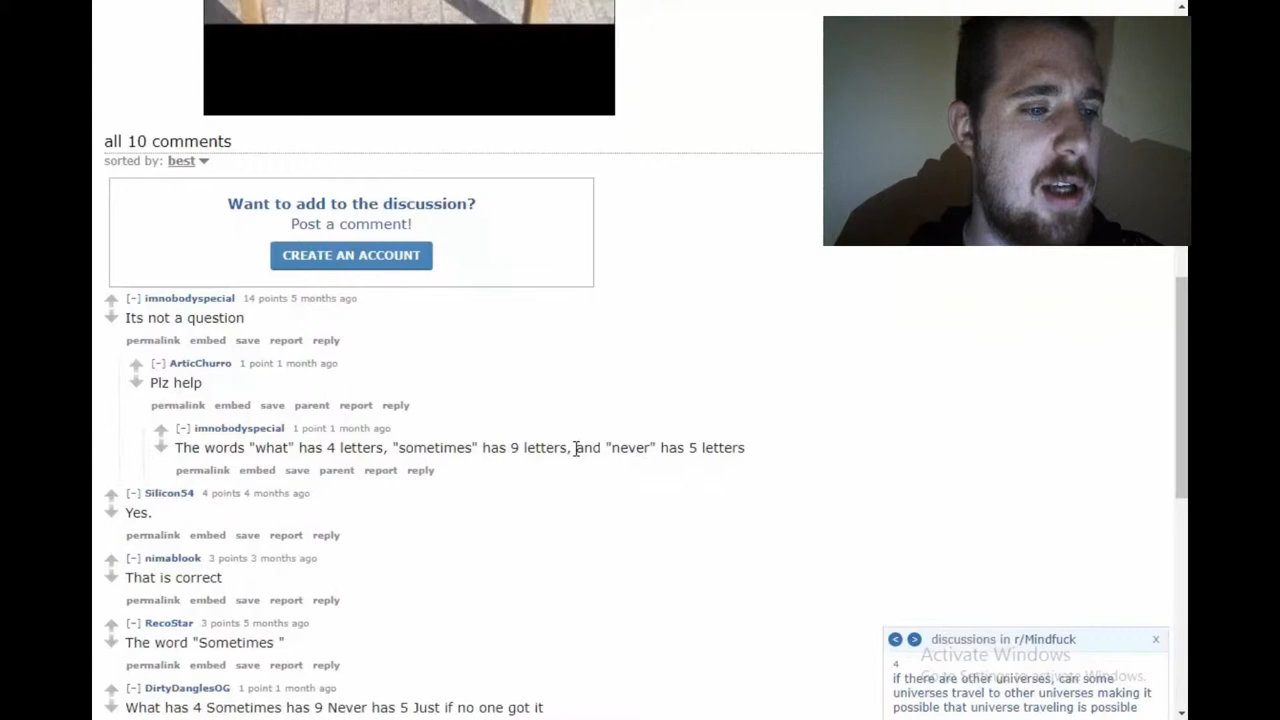 all 10 comments
sorted by: best
Want to add to the discussion?
Post a comment!
CREATE AN ACCOUNT
[-] imnobodyspecial 14 points 5 months ago
Its not a question
permalink embed save report reply
[-] ArticChurro 1 point 1 month ago
Plz help
permalink embed save parent report reply
[-] imnobodyspecial 1 point 1 month ago
The words "what" has 4 letters, "sometimes" has 9 letters, and "never" has 5 letters
permalink embed save parent report reply
[-] Silicon54 4 points 4 months ago
Yes.
permalink embed save report reply
[-] nimablook 3 points 3 months ago
That is correct
permalink embed save report reply
[-] RecoStar 3 points 5 months ago
The word "Sometimes "
permalink embed save report reply
[-] DirtyDanglesOG 1 point 1 month ago
What has 4 Sometimes has 9 Never has 5 Just if no one got it
< > discussions in r/Mindfuck x
Activate Windows
4
Go to Settings to activate Windows.
if there are other universes, can some
universes travel to other universes making it
possible that universe traveling is possible